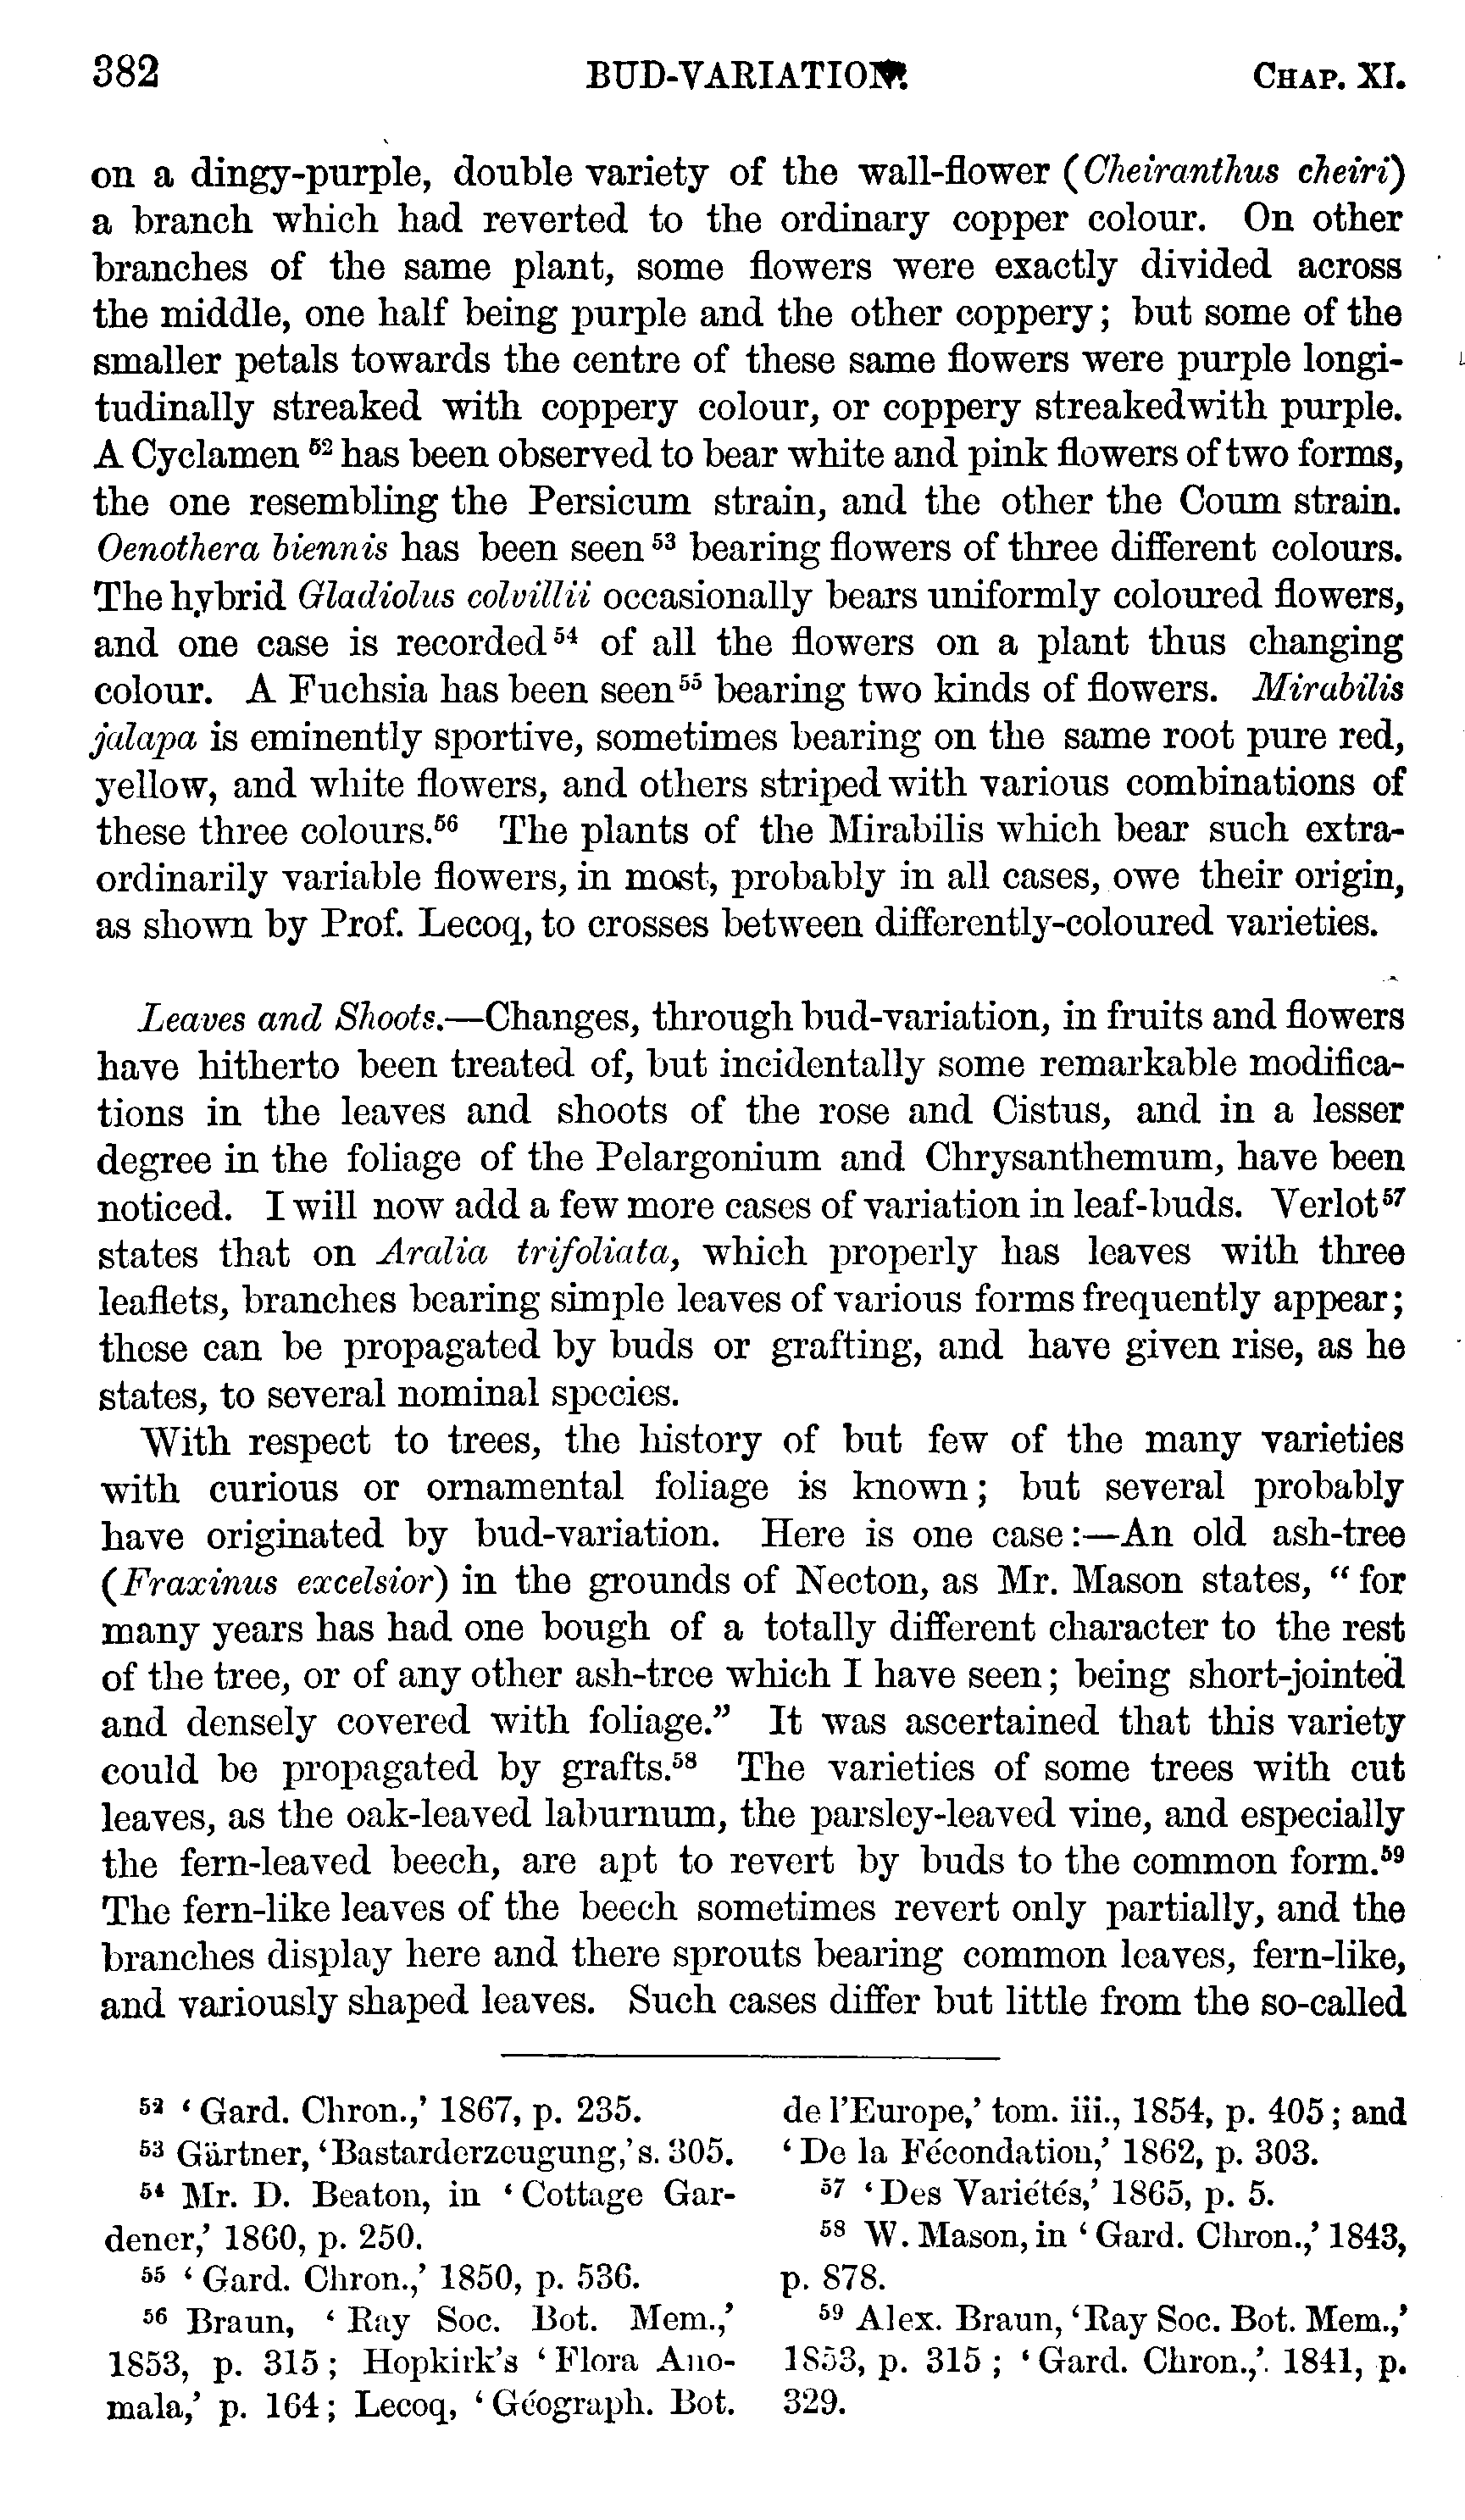 382 BUD-VARIATION. CHAP. XI.
on a dingy-purple, double variety of the wall-flower (Cheiranthus cheiri)
a branch which had reverted to the ordinary copper colour. On other
branches of the same plant, some flowers were exactly divided across
the middle, one half being purple and the other coppery; but some of the
smaller petals towards the centre of these same flowers were purple longi-
tudinally streaked with coppery colour, or coppery streakedwith purple.
A Cyclamen 52 has been observed to bear white and pink flowers of two forms,
the one resembling the Persicum strain, and the other the Coum strain.
Oenothera biennis has been seen 53 bearing flowers of three different colours.
The hybrid Gladiolus colvillii occasionally bears uniformly coloured flowers,
and one case is recorded 54 of all the flowers on a plant thus changing
colour. A Fuchsia has been seen 55 bearing two kinds of flowers. Mirabilis
jalapa is eminently sportive, sometimes bearing on the same root pure red,
yellow, and white flowers, and others striped with various combinations of
these three colours.56 The plants of the Mirabilis which bear such extra-
ordinarily variable flowers, in most, probably in all cases, owe their origin,
as shown by Prof. Lecoq, to crosses between differently-coloured varieties.
Leaves and Shoots.—Changes, through bud-variation, in fruits and flowers
have hitherto been treated of, but incidentally some remarkable modifica-
tions in the leaves and shoots of the rose and Cistus, and in a lesser
degree in the foliage of the Pelargonium and Chrysanthemum, have been
noticed. I will now add a few more cases of variation in leaf-buds. Verlot 57
states that on Aralia trifoliata, which properly has leaves with three
leaflets, branches bearing simple leaves of various forms frequently appear;
these can be propagated by buds or grafting, and have given rise, as he
states, to several nominal species.
With respect to trees, the history of but few of the many varieties
with curious or ornamental foliage is known; but several probably
have originated by bud-variation. Here is one case:—An old ash-tree
(Fraxinus excelsior) in the grounds of Necton, as Mr. Mason states, “for
many years has had one bough of a totally different character to the rest
of the tree, or of any other ash-tree which I have seen; being short-jointed
and densely covered with foliage.” It was ascertained that this variety
could be propagated by grafts.58 The varieties of some trees with cut
leaves, as the oak-leaved laburnum, the parsley-leaved vine, and especially
the fern-leaved beech, are apt to revert by buds to the common form.59
The fern-like leaves of the beech sometimes revert only partially, and the
branches display here and there sprouts bearing common leaves, fern-like,
and variously shaped leaves. Such cases differ but little from the so-called
52 ‘Gard. Chron.,’ 1867, p. 235.
53 Gärtner, ‘Bastarderzeugung,’ s. 305.
54 Mr. D. Beaton, in ‘Cottage Gar-
dener,’ 1860, p. 250.
55 ‘Gard. Chron.,’ 1850, p. 536.
56 Braun, ‘Ray Soc. Bot. Mem.,’
1853, p. 315; Hopkirk's ‘Flora Ano-
mala,’ p. 164; Lecoq, ‘Géograph. Bot.
de l'Europe,’ tom. iii., 1854, p. 405; and
‘De la Fécondation,’ 1862, p. 303.
57 ‘Des Variétés,’ 1865, p. 5.
58 W. Mason, in ‘Gard. Chron.,’ 1843,
p. 878.
59 Alex. Braun, ‘Ray Soc. Bot. Mem.,’
1853, p. 315; ‘Gard. Chron.,’ 1841, p.
329.